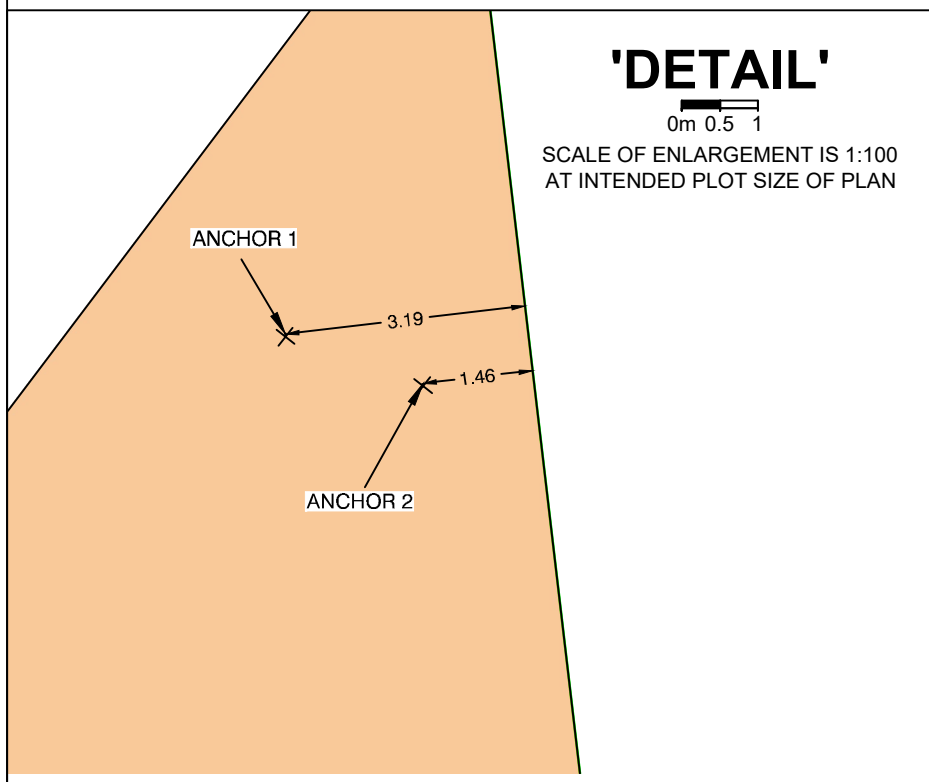 'DETAIL'
0m 0.5 1
SCALE OF ENLARGEMENT IS 1:100
AT INTENDED PLOT SIZE OF PLAN
ANCHOR 1
3.19
1.46
ANCHOR 2